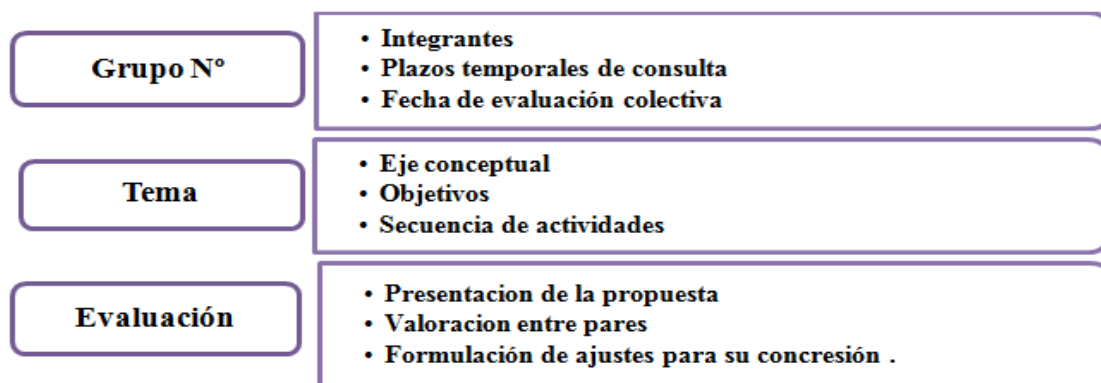 Grupo Nº
• Integrantes
• Plazos temporales de consulta
• Fecha de evaluación colectiva
Tema
• Eje conceptual
• Objetivos
• Secuencia de actividades
Evaluación
• Presentacion de la propuesta
• Valoracion entre pares
• Formulación de ajustes para su concresión .